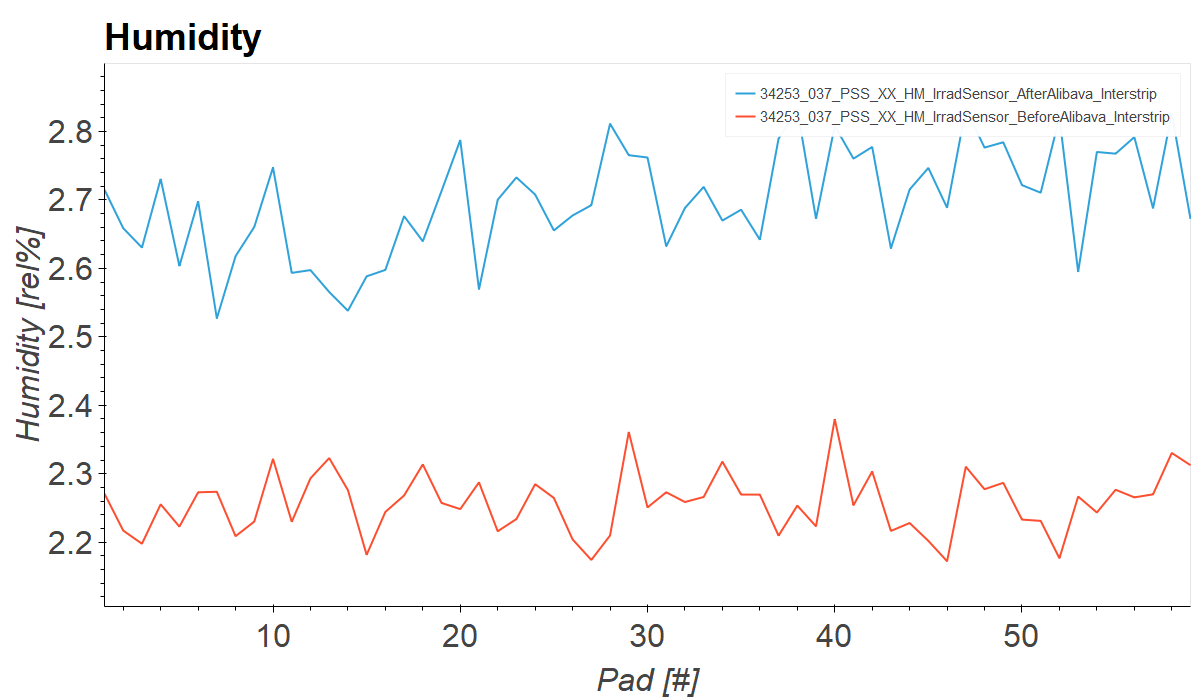 Humidity
34253_037_PSS_XX_HM_IrradSensor_AfterAlibava_Interstrip
34253_037_PSS_XX_HM_IrradSensor_BeforeAlibava_Interstrip
Humidity [rel%]
2.8
2.7
2.6
2.5
2.4
2.3
2.2
10 20 30 40 50
Pad [#]